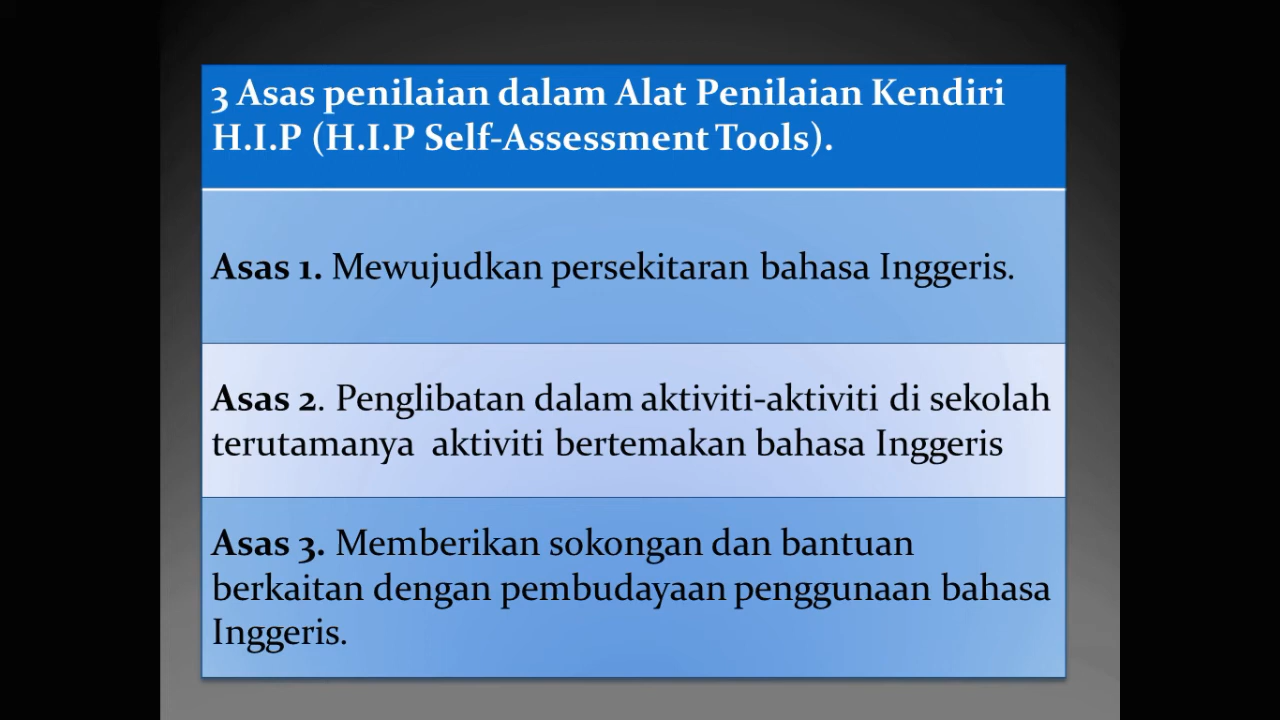 3 Asas penilaian dalam Alat Penilaian Kendiri
H.I.P (H.I.P Self-Assessment Tools).
Asas 1. Mewujudkan persekitaran bahasa Inggeris.
Asas 2. Penglibatan dalam aktiviti-aktiviti di sekolah
terutamanya aktiviti bertemakan bahasa Inggeris
Asas 3. Memberikan sokongan dan bantuan
berkaitan dengan pembudayaan penggunaan bahasa
Inggeris.